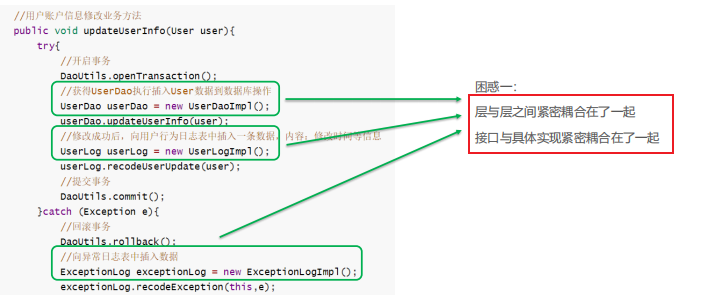 //用户账户信息修改业务方法
public void updateUserInfo(User user){
try{
//开启事务
DaoUtils.openTransaction();
//获得UserDao执行插入User数据到数据库操作
UserDao userDao = new UserDaoImpl();
userDao.updateUserInfo(user);
//修改成功后，向用户行为日志表中插入一条数据，内容：修改时间等信息
UserLog userLog = new UserLogImpl();
userLog.recodeUserUpdate(user);
//提交事务
DaoUtils.commit();
}catch (Exception e){
//回滚事务
DaoUtils.rollback();
//向异常日志表中插入数据
ExceptionLog exceptionLog = new ExceptionLogImpl();
exceptionLog.recodeException(this,e);
困惑一：
层与层之间紧密耦合在了一起
接口与具体实现紧密耦合在了一起